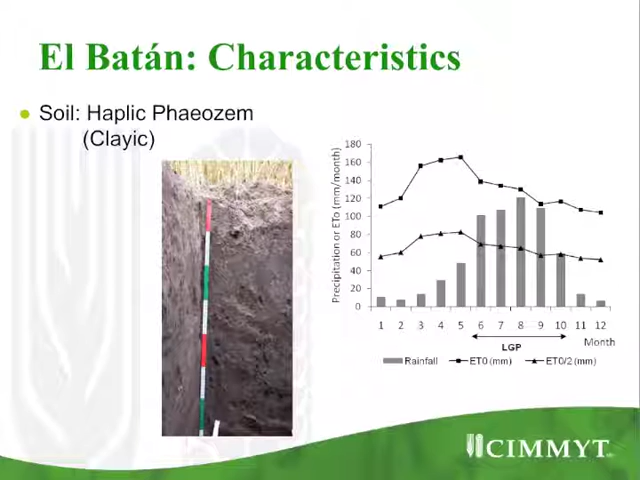 El Batán: Characteristics
Soil: Haplic Phaeozem
(Clayic)
Precipitation or ETo (mm/month)
180
160
140
120
100
80
60
40
20
0
1 2 3 4 5 6 7 8 9 10 11 12
LGP
Month
Rainfall ET0 (mm) ET0/2 (mm)
CIMMYT